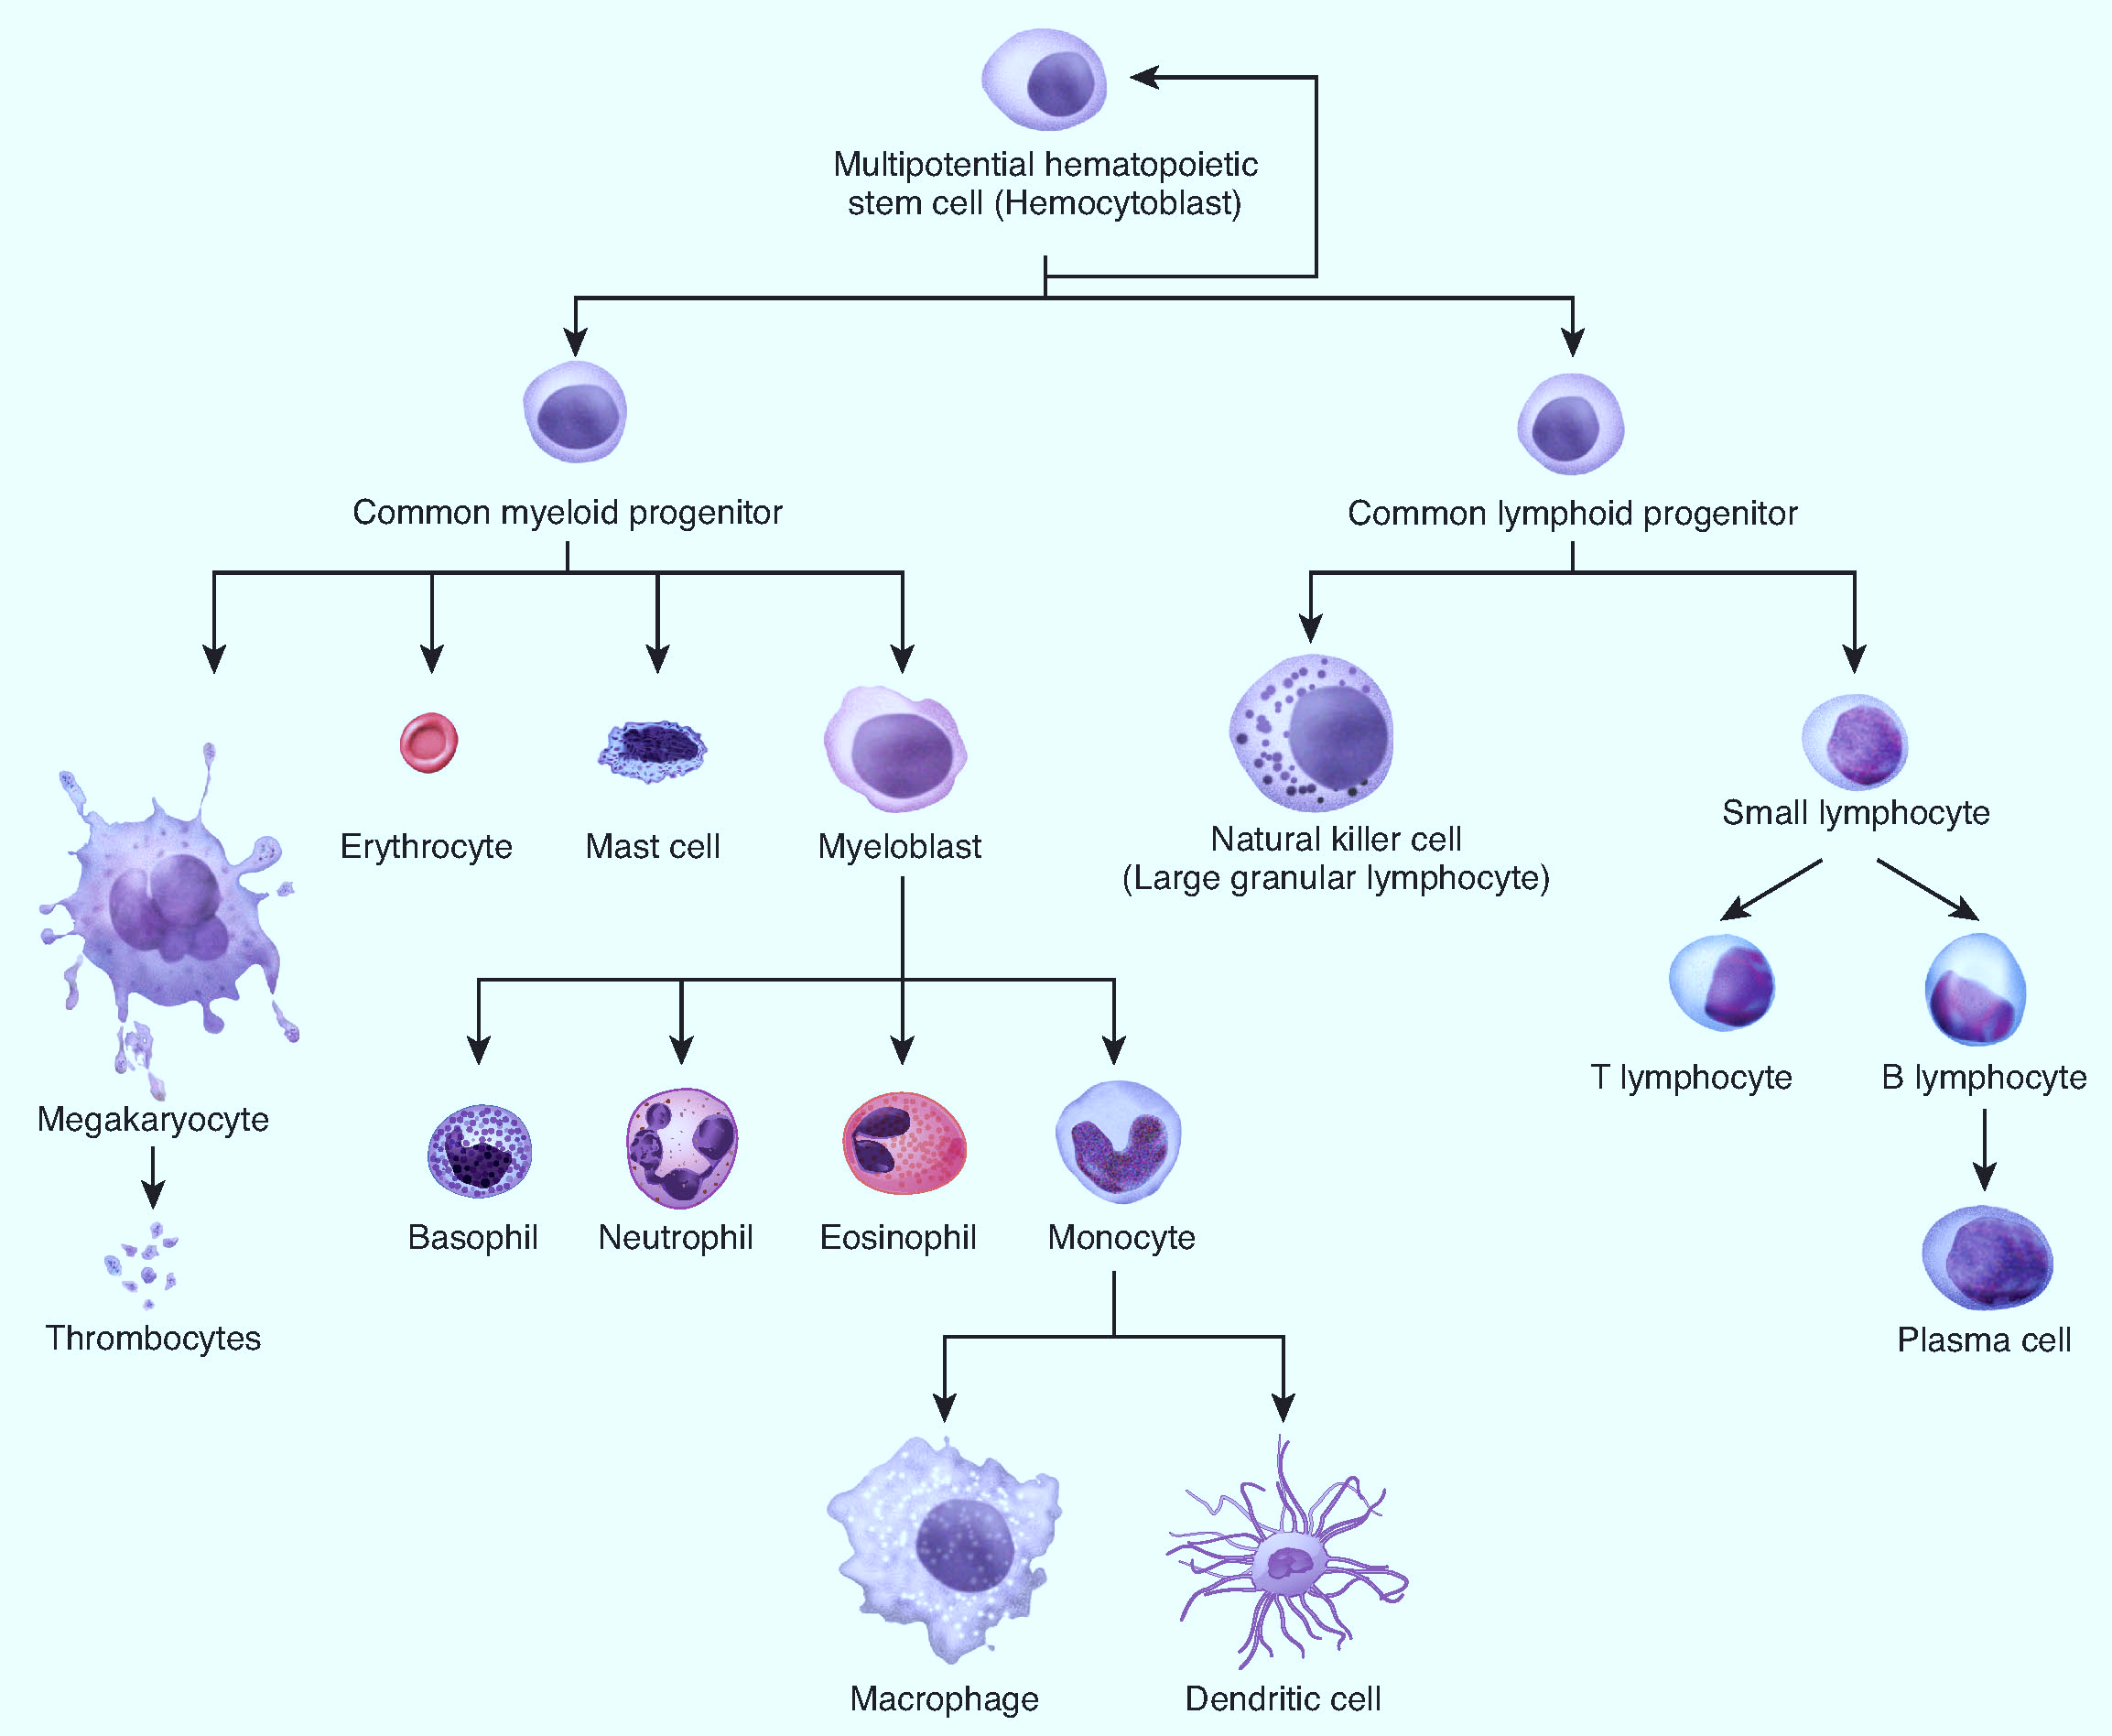 Multipotential hematopoietic
stem cell (Hemocytoblast)
Common myeloid progenitor
Common lymphoid progenitor
Erythrocyte
Mast cell
Myeloblast
Natural killer cell
(Large granular lymphocyte)
Small lymphocyte
T lymphocyte
B lymphocyte
Megakaryocyte
Basophil
Neutrophil
Eosinophil
Monocyte
Thrombocytes
Plasma cell
Macrophage
Dendritic cell